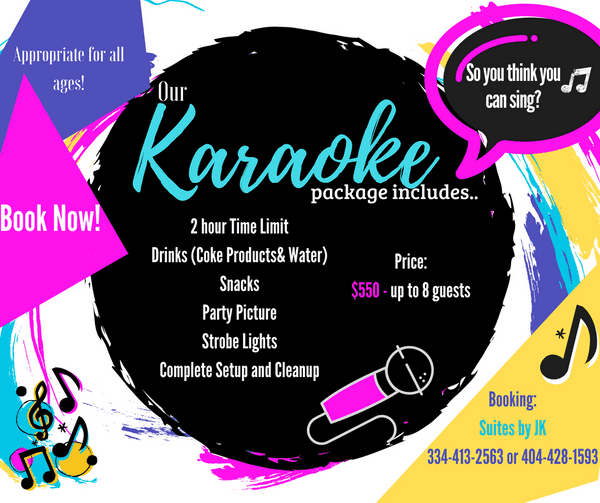 Appropriate for all
ages!
So you think you
can sing?
Our
Karaoke
package includes..
Book Now!
2 hour Time Limit
Drinks (Coke Products& Water)
Snacks
Party Picture
Strobe Lights
Complete Setup and Cleanup
Price:
$550 - up to 8 guests
Booking:
Suites by JK
334-413-2563 or 404-428-1593